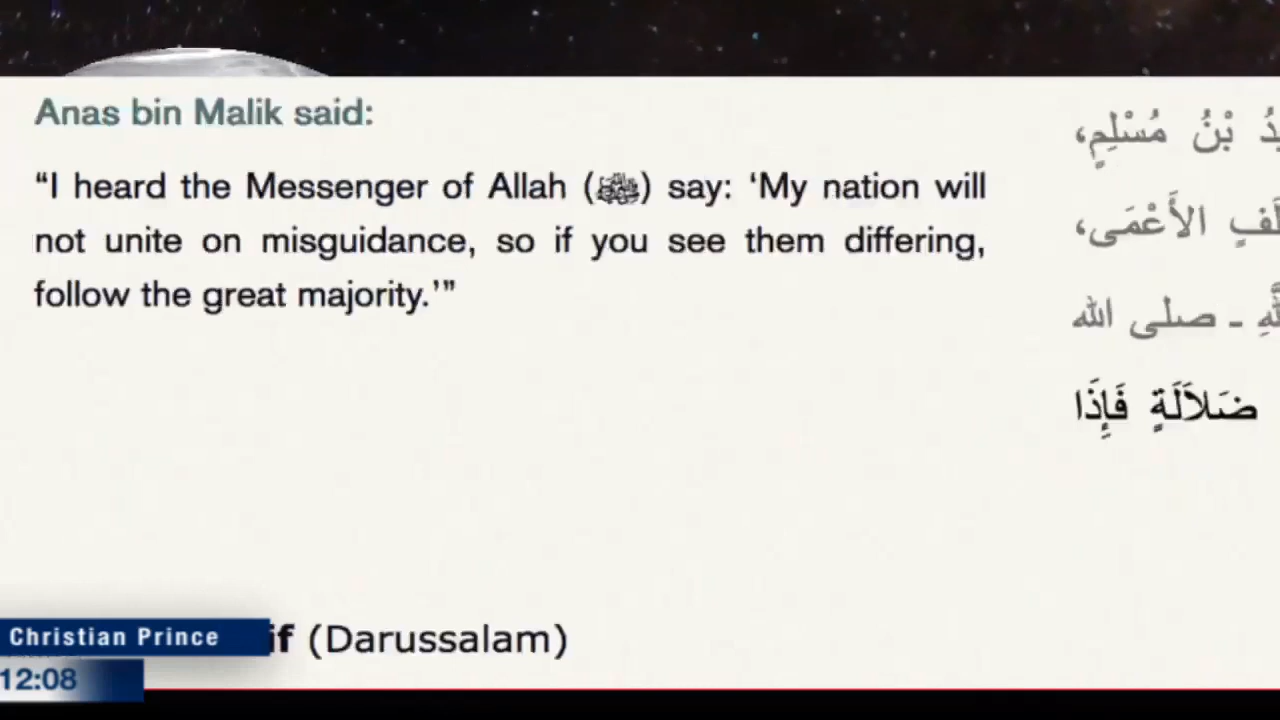 Anas bin Malik said:
“I heard the Messenger of Allah (ﷺ) say: ‘My nation will
not unite on misguidance, so if you see them differing,
follow the great majority.’”
بْنُ مُسْلِمٍ،
الأَعْمَى،
ـ صلى الله
ضَلاَلَةٍ فَإِذَا
Christian Prince
if (Darussalam)
12:08